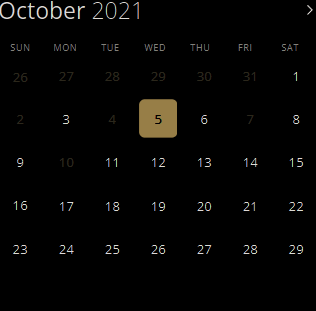 October 2021
SUN MON TUE WED THU FRI SAT
26 27 28 29 30 31 1
2 3 4 5 6 7 8
9 10 11 12 13 14 15
16 17 18 19 20 21 22
23 24 25 26 27 28 29